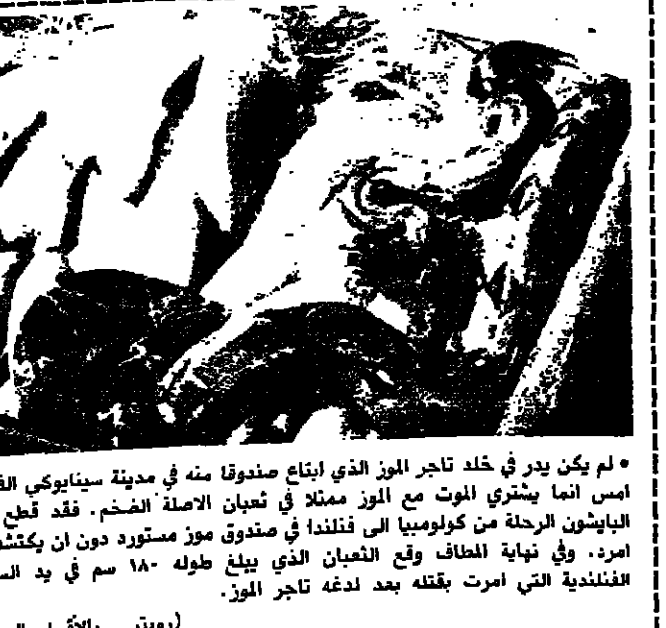 • لم يكن يدر في خلد تاجر الموز الذي ابتاع صندوقا منه في مدينة سينايوكي
امس انما يشتري الموت مع الموز ممثلا في ثعبان الاصلة الضخم. فقد قطع
البايثون الرحلة من كولومبيا الى فنلندا في صندوق موز مستورد دون ان
امره. وفي نهاية المطاف وقع الثعبان الذي يبلغ طوله ١٨٠ سم في يد
الفنلندية التي امرت بقتله بعد لدغه تاجر الموز.